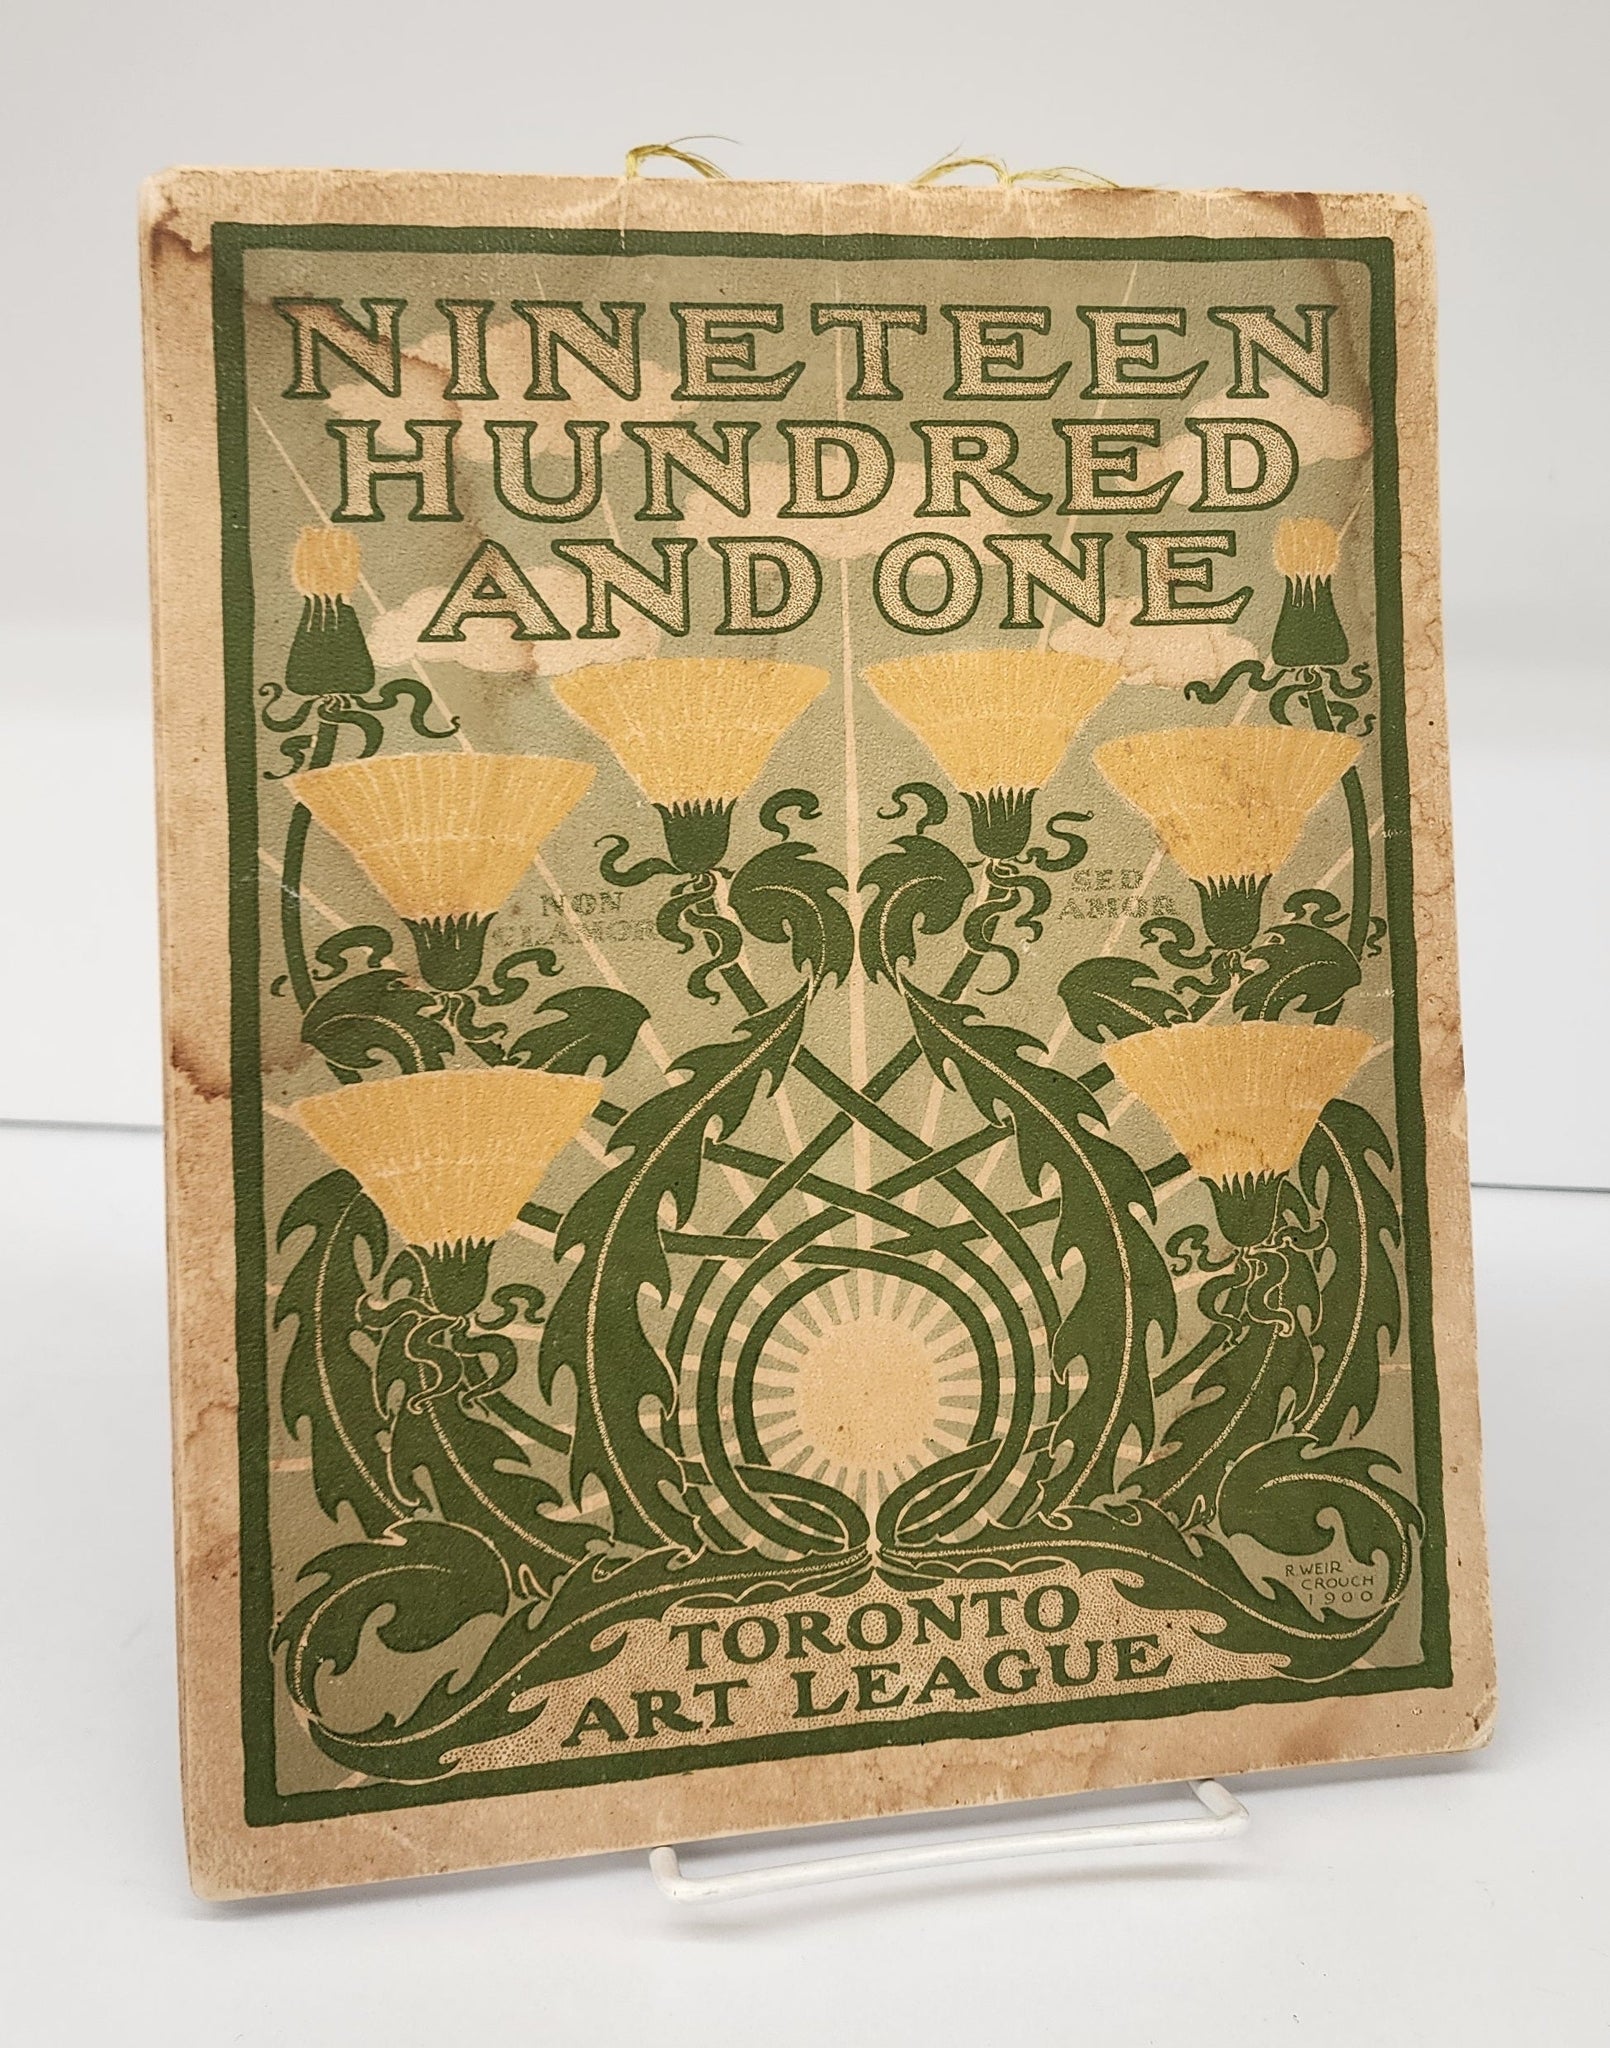 NINETEEN
HUNDRED
AND ONE
NON
CLAMOR
SED
AMOR
R. WEIR
CROUCH
1900
TORONTO
ART LEAGUE